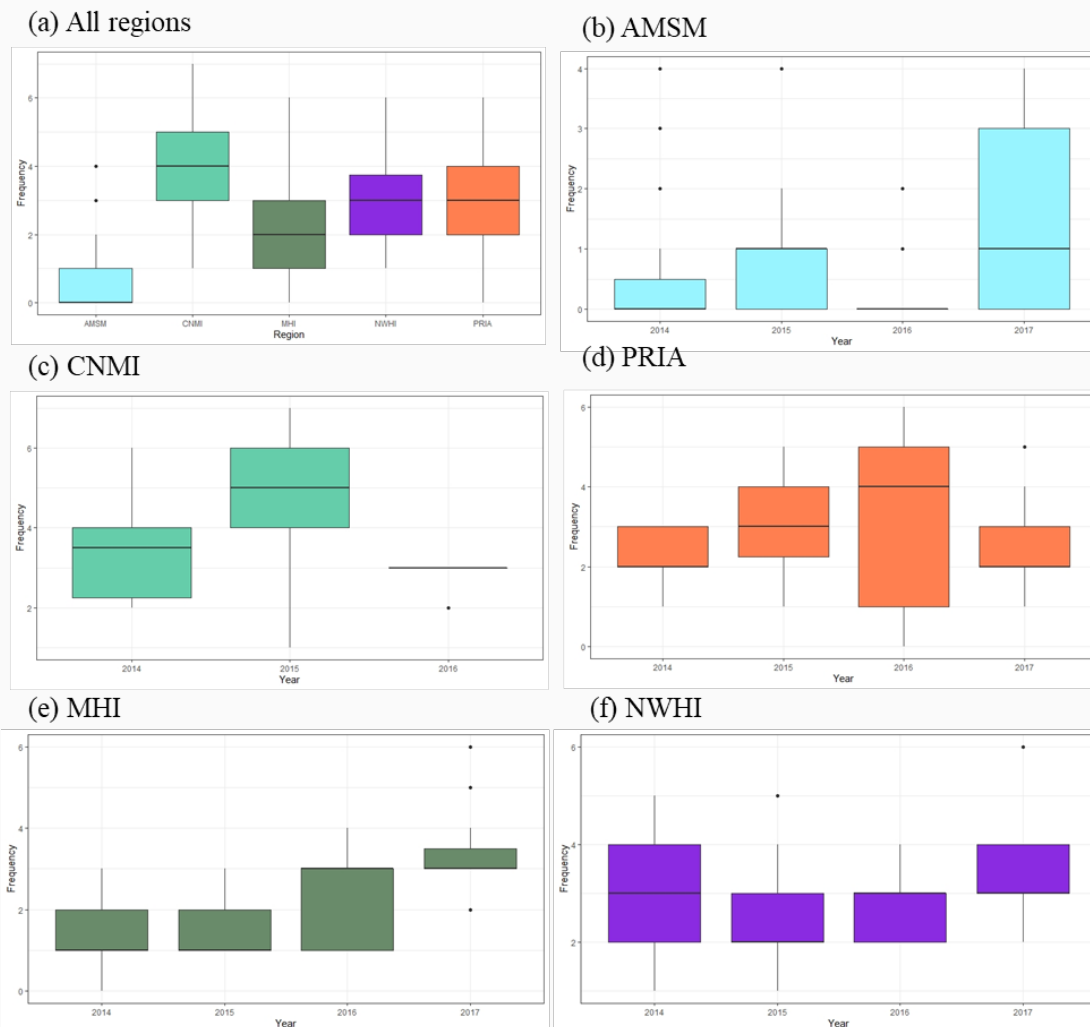 (a) All regions
Frequency
6
4
2
0
AMSM CNMI MHI NWHI PRIA
Region
(b) AMSM
Frequency
4
3
2
1
0
2014 2015 2016 2017
Year
(c) CNMI
Frequency
6
4
2
2014 2015 2016
Year
(d) PRIA
Frequency
6
4
2
0
2014 2015 2016 2017
Year
(e) MHI
Frequency
6
4
2
0
2014 2015 2016 2017
Year
(f) NWHI
Frequency
6
4
2
2014 2015 2016 2017
Year